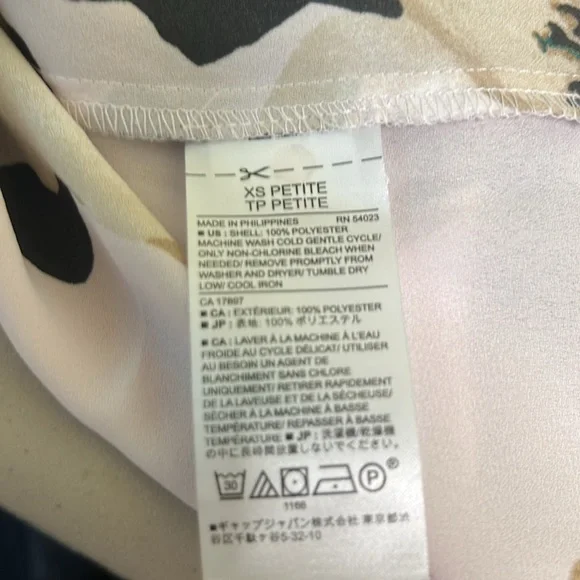 XS PETITE
TP PETITE
MADE IN PHILIPPINES RN 54023
■ US : SHELL: 100% POLYESTER
MACHINE WASH COLD GENTLE CYCLE/
ONLY NON-CHLORINE BLEACH WHEN
NEEDED/ REMOVE PROMPTLY FROM
WASHER AND DRYER/ TUMBLE DRY
LOW/ COOL IRON
CA 17897
■ CA : EXTÉRIEUR: 100% POLYESTER
■ JP : 表地: 100% ポリエステル
■ CA : LAVER À LA MACHINE À L'EAU
FROIDE AU CYCLE DÉLICAT/ UTILISER
AU BESOIN UN AGENT DE
BLANCHIMENT SANS CHLORE
UNIQUEMENT/ RETIRER RAPIDEMENT
DE LA LAVEUSE ET DE LA SÉCHEUSE/
SÉCHER À LA MACHINE À BASSE
TEMPÉRATURE/ REPASSER À BASSE
TEMPÉRATURE ■ JP : 洗濯機/乾燥機
の中に長時間放置しないでください。
30 P ®
1166
■ギャップジャパン株式会社 東京都渋
谷区千駄ヶ谷5-32-10